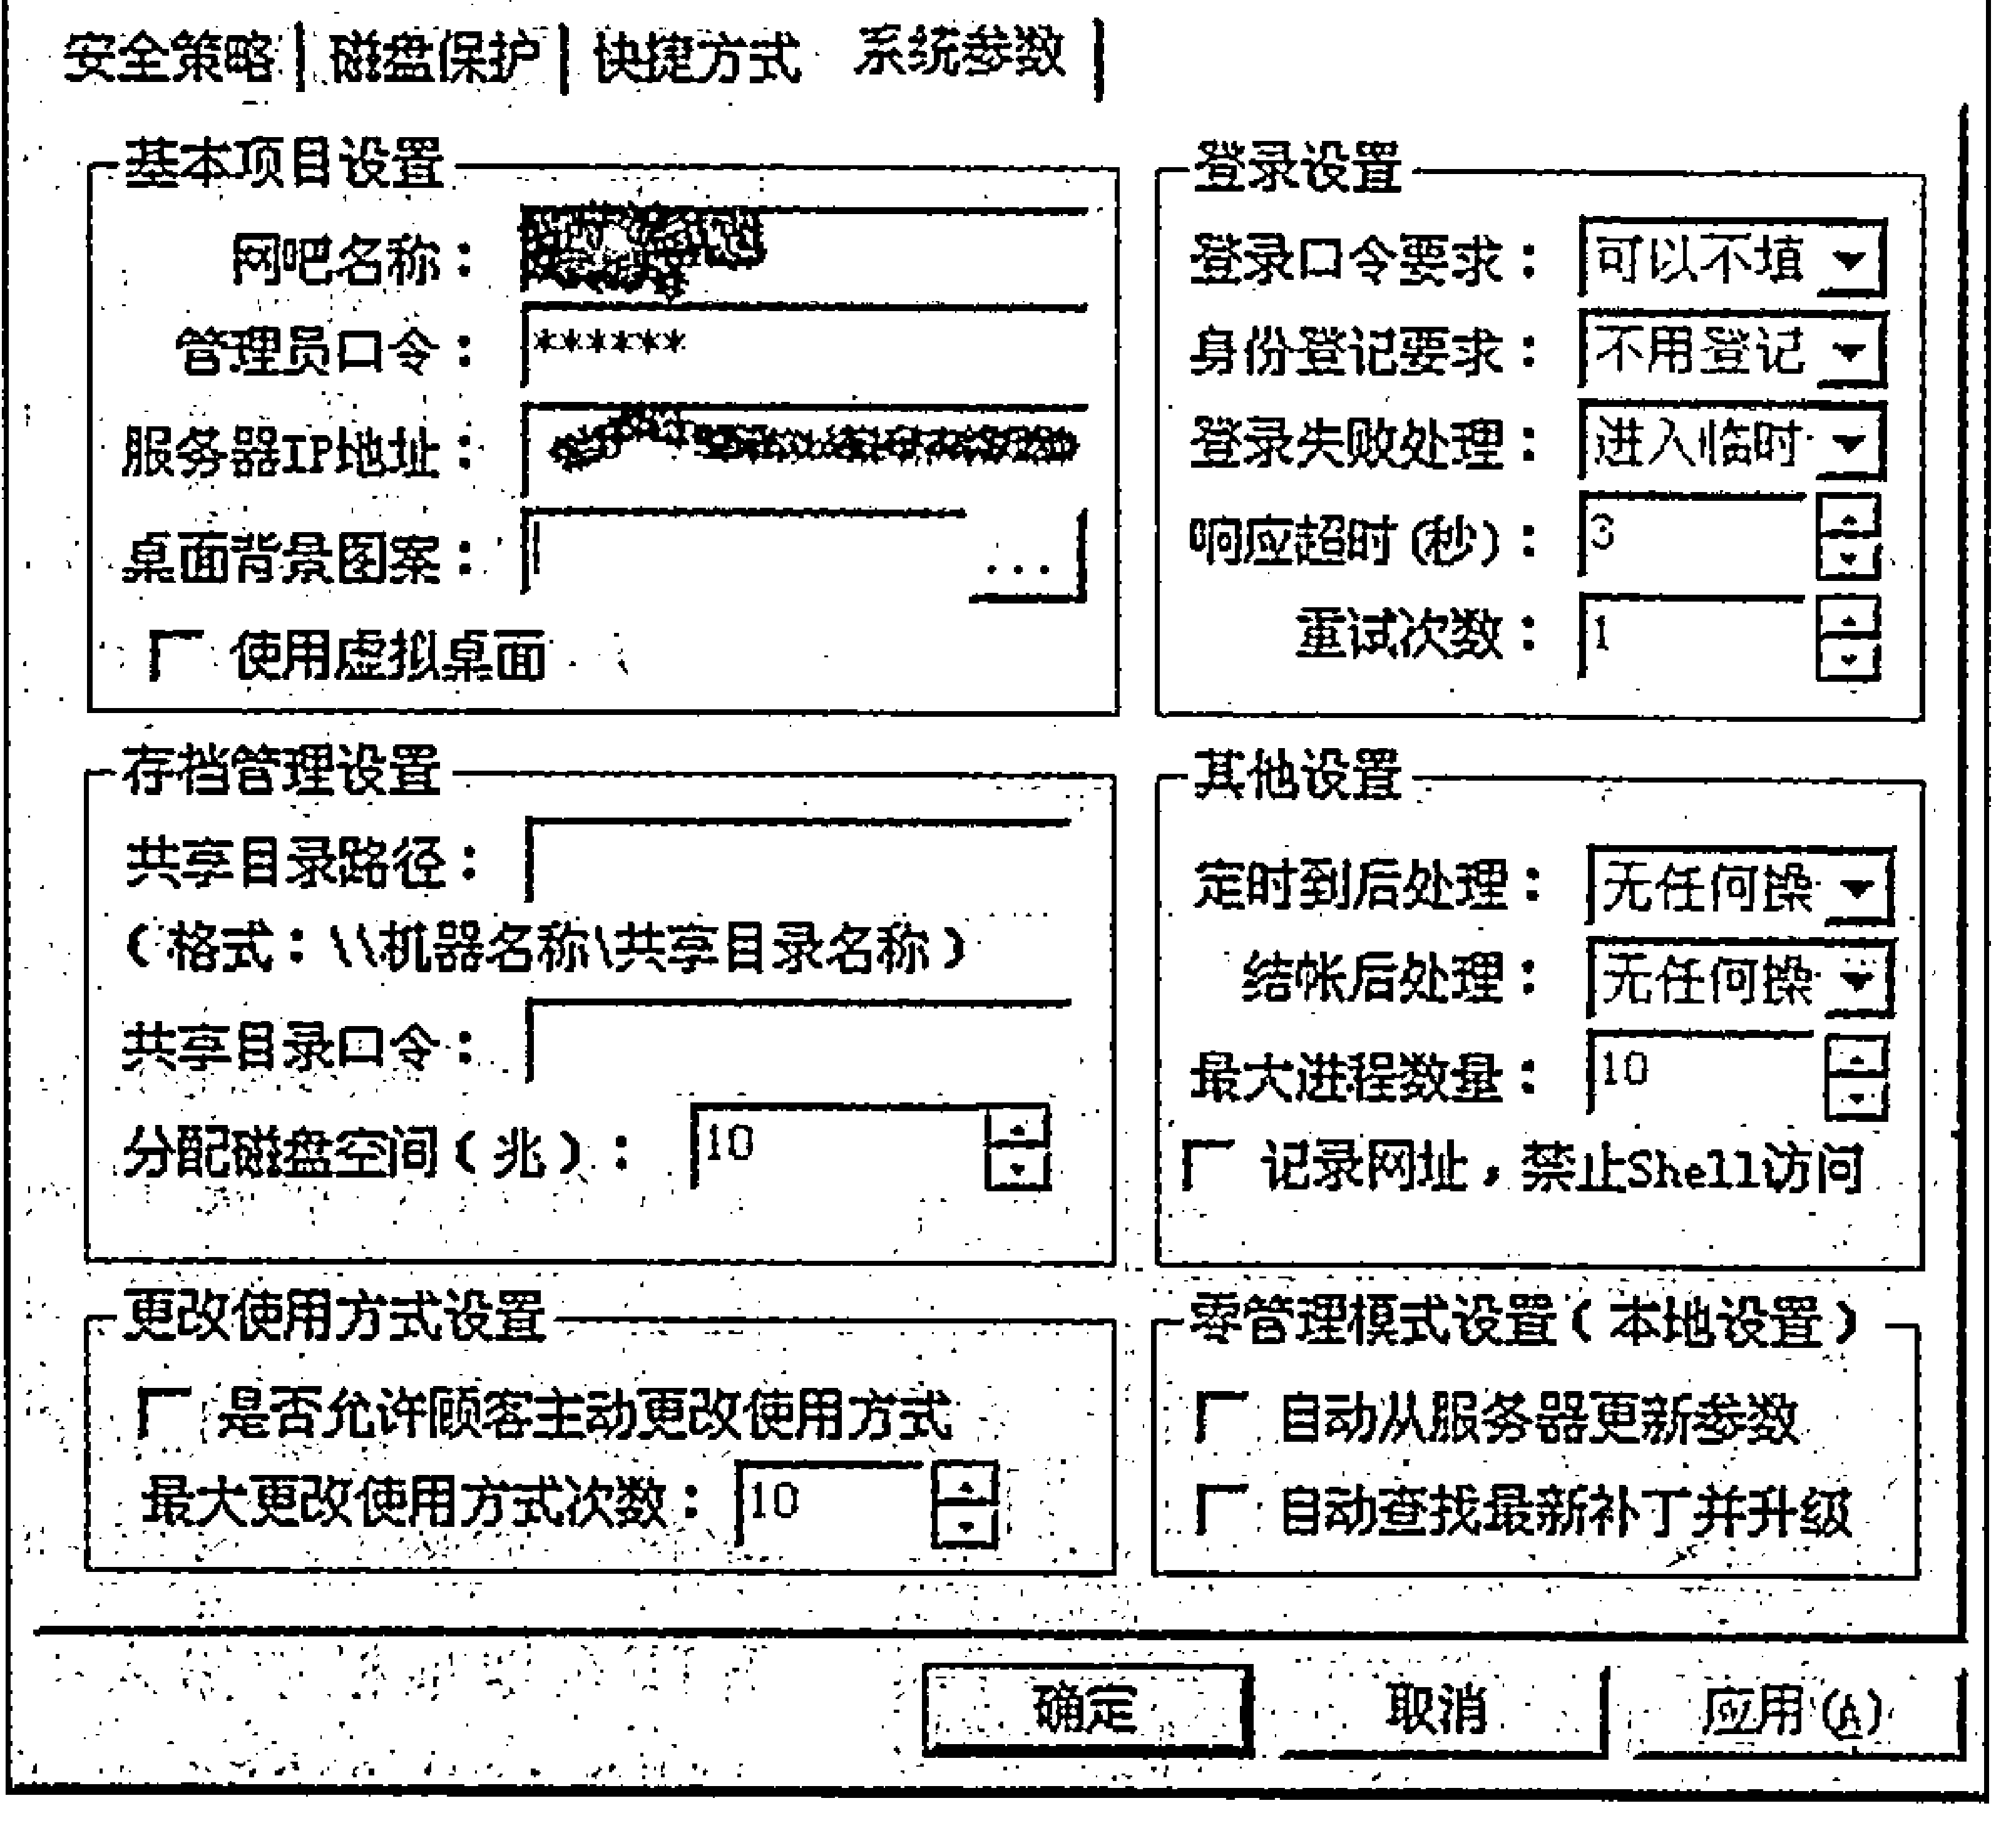 安全策略 磁盘保护 快捷方式 系统参数
基本项目设置
网吧名称：
管理员口令： ******
服务器IP地址：
桌面背景图案： ...
使用虚拟桌面
登录设置
登录口令要求： 可以不填
身份登记要求： 不用登记
登录失败处理： 进入临时
响应超时(秒)： 3
重试次数： 1
存档管理设置
共享目录路径：
(格式：\\机器名称\共享目录名称)
共享目录口令：
分配磁盘空间(兆)： 10
其他设置
定时到后处理： 无任何操
结帐后处理： 无任何操
最大进程数量： 10
记录网址，禁止Shell访问
更改使用方式设置
是否允许顾客主动更改使用方式
最大更改使用方式次数： 10
零管理模式设置(本地设置)
自动从服务器更新参数
自动查找最新补丁并升级
确定 取消 应用(A)